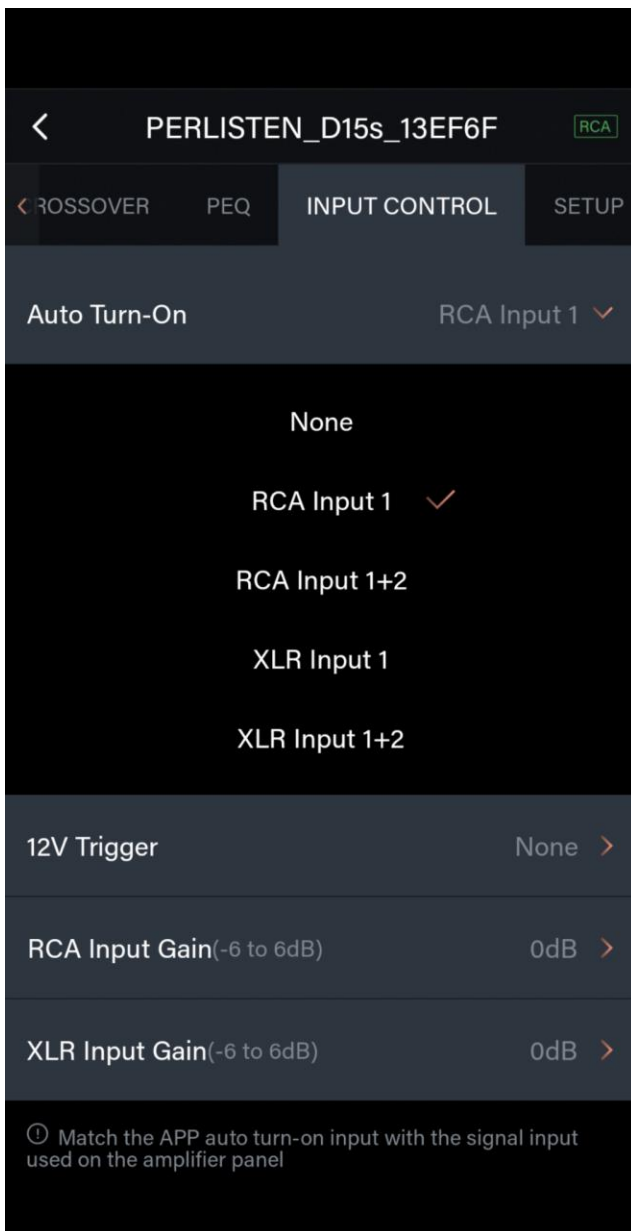 PERLISTEN_D15s_13EF6F
RCA
ROSSOVER PEQ INPUT CONTROL SETUP
Auto Turn-On RCA Input 1
None
RCA Input 1
RCA Input 1+2
XLR Input 1
XLR Input 1+2
12V Trigger None
RCA Input Gain(-6 to 6dB) 0dB
XLR Input Gain(-6 to 6dB) 0dB
Match the APP auto turn-on input with the signal input
used on the amplifier panel